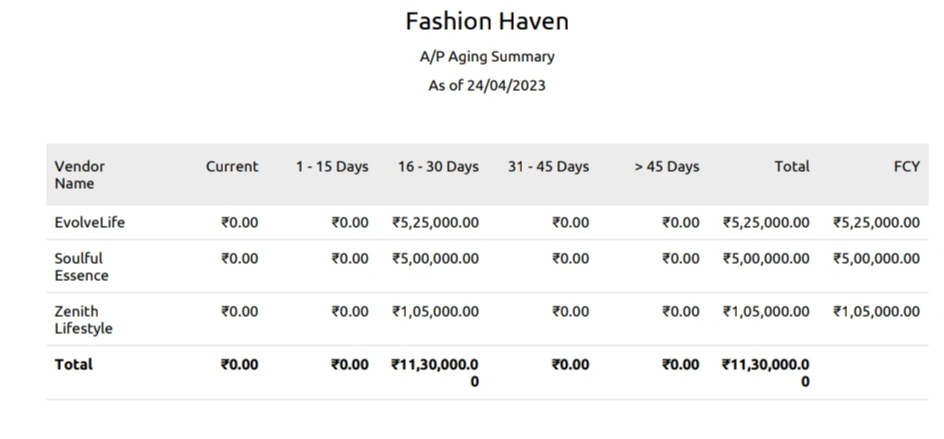 Fashion Haven
A/P Aging Summary
As of 24/04/2023
Vendor Name Current 1 - 15 Days 16 - 30 Days 31 - 45 Days > 45 Days Total FCY
EvolveLife ₹0.00 ₹0.00 ₹5,25,000.00 ₹0.00 ₹0.00 ₹5,25,000.00 ₹5,25,000.00
Soulful Essence ₹0.00 ₹0.00 ₹5,00,000.00 ₹0.00 ₹0.00 ₹5,00,000.00 ₹5,00,000.00
Zenith Lifestyle ₹0.00 ₹0.00 ₹1,05,000.00 ₹0.00 ₹0.00 ₹1,05,000.00 ₹1,05,000.00
Total ₹0.00 ₹0.00 ₹11,30,000.00 ₹0.00 ₹0.00 ₹11,30,000.00